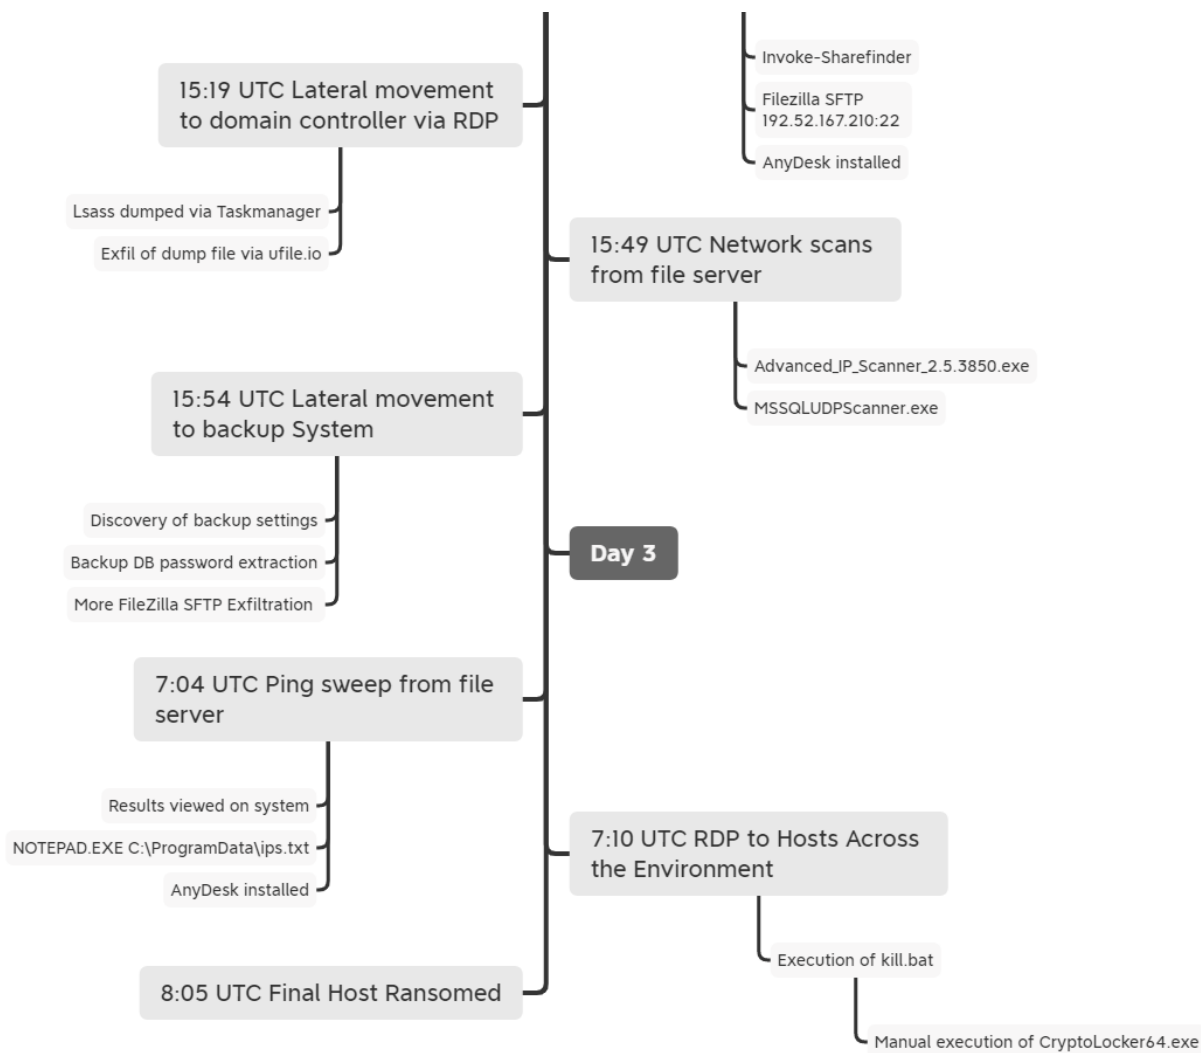 Invoke-Sharefinder
Filezilla SFTP
192.52.167.210:22
AnyDesk installed
15:19 UTC Lateral movement
to domain controller via RDP
Lsass dumped via Taskmanager
Exfil of dump file via ufile.io
15:49 UTC Network scans
from file server
Advanced_IP_Scanner_2.5.3850.exe
MSSQLUDPScanner.exe
15:54 UTC Lateral movement
to backup System
Discovery of backup settings
Backup DB password extraction
More FileZilla SFTP Exfiltration
Day 3
7:04 UTC Ping sweep from file
server
Results viewed on system
NOTEPAD.EXE C:\ProgramData\ips.txt
AnyDesk installed
7:10 UTC RDP to Hosts Across
the Environment
Execution of kill.bat
Manual execution of CryptoLocker64.exe
8:05 UTC Final Host Ransomed